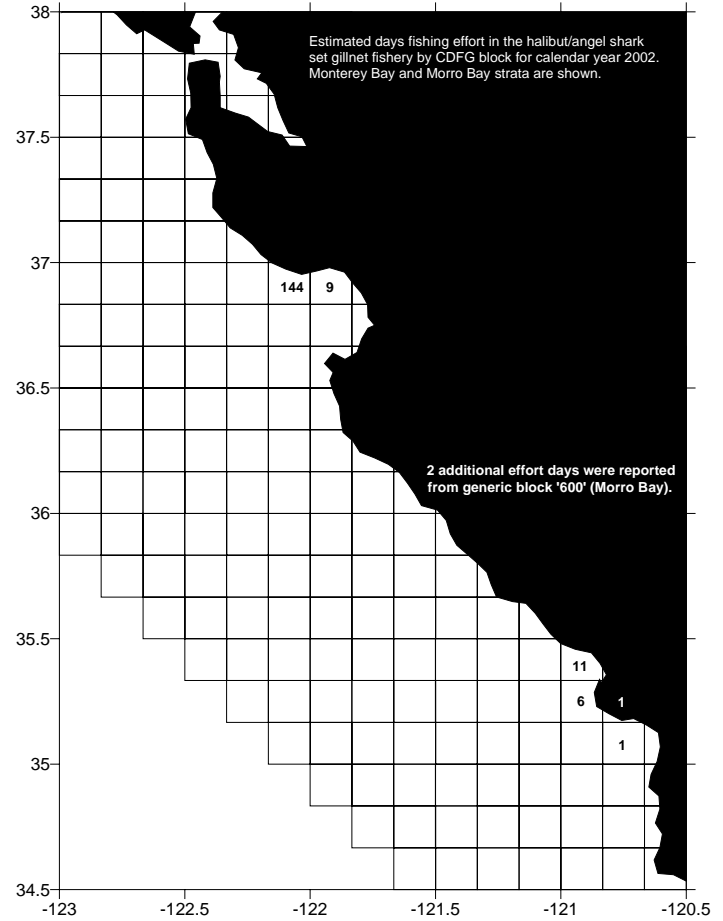 38
Estimated days fishing effort in the halibut/angel shark
set gillnet fishery by CDFG block for calendar year 2002.
Monterey Bay and Morro Bay strata are shown.
37.5
37
144 9
36.5
2 additional effort days were reported
from generic block '600' (Morro Bay).
36
35.5
11
6 1
1
35
34.5
-123 -122.5 -122 -121.5 -121 -120.5